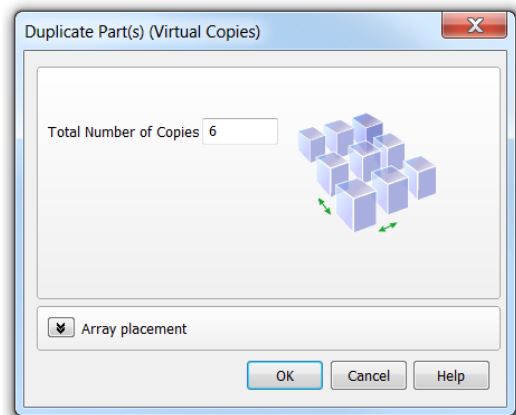 Duplicate Part(s) (Virtual Copies)
Total Number of Copies 6
Array placement
OK Cancel Help